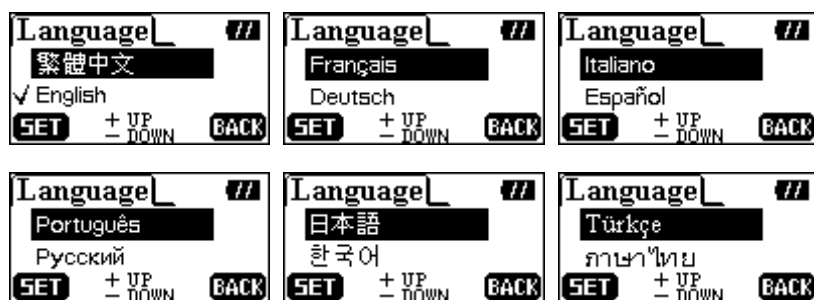 Language
繁體中文
✓ English
SET + UP - DOWN BACK
Language
Français
Deutsch
SET + UP - DOWN BACK
Language
Italiano
Español
SET + UP - DOWN BACK
Language
Português
Русский
SET + UP - DOWN BACK
Language
日本語
한국어
SET + UP - DOWN BACK
Language
Türkçe
ภาษาไทย
SET + UP - DOWN BACK